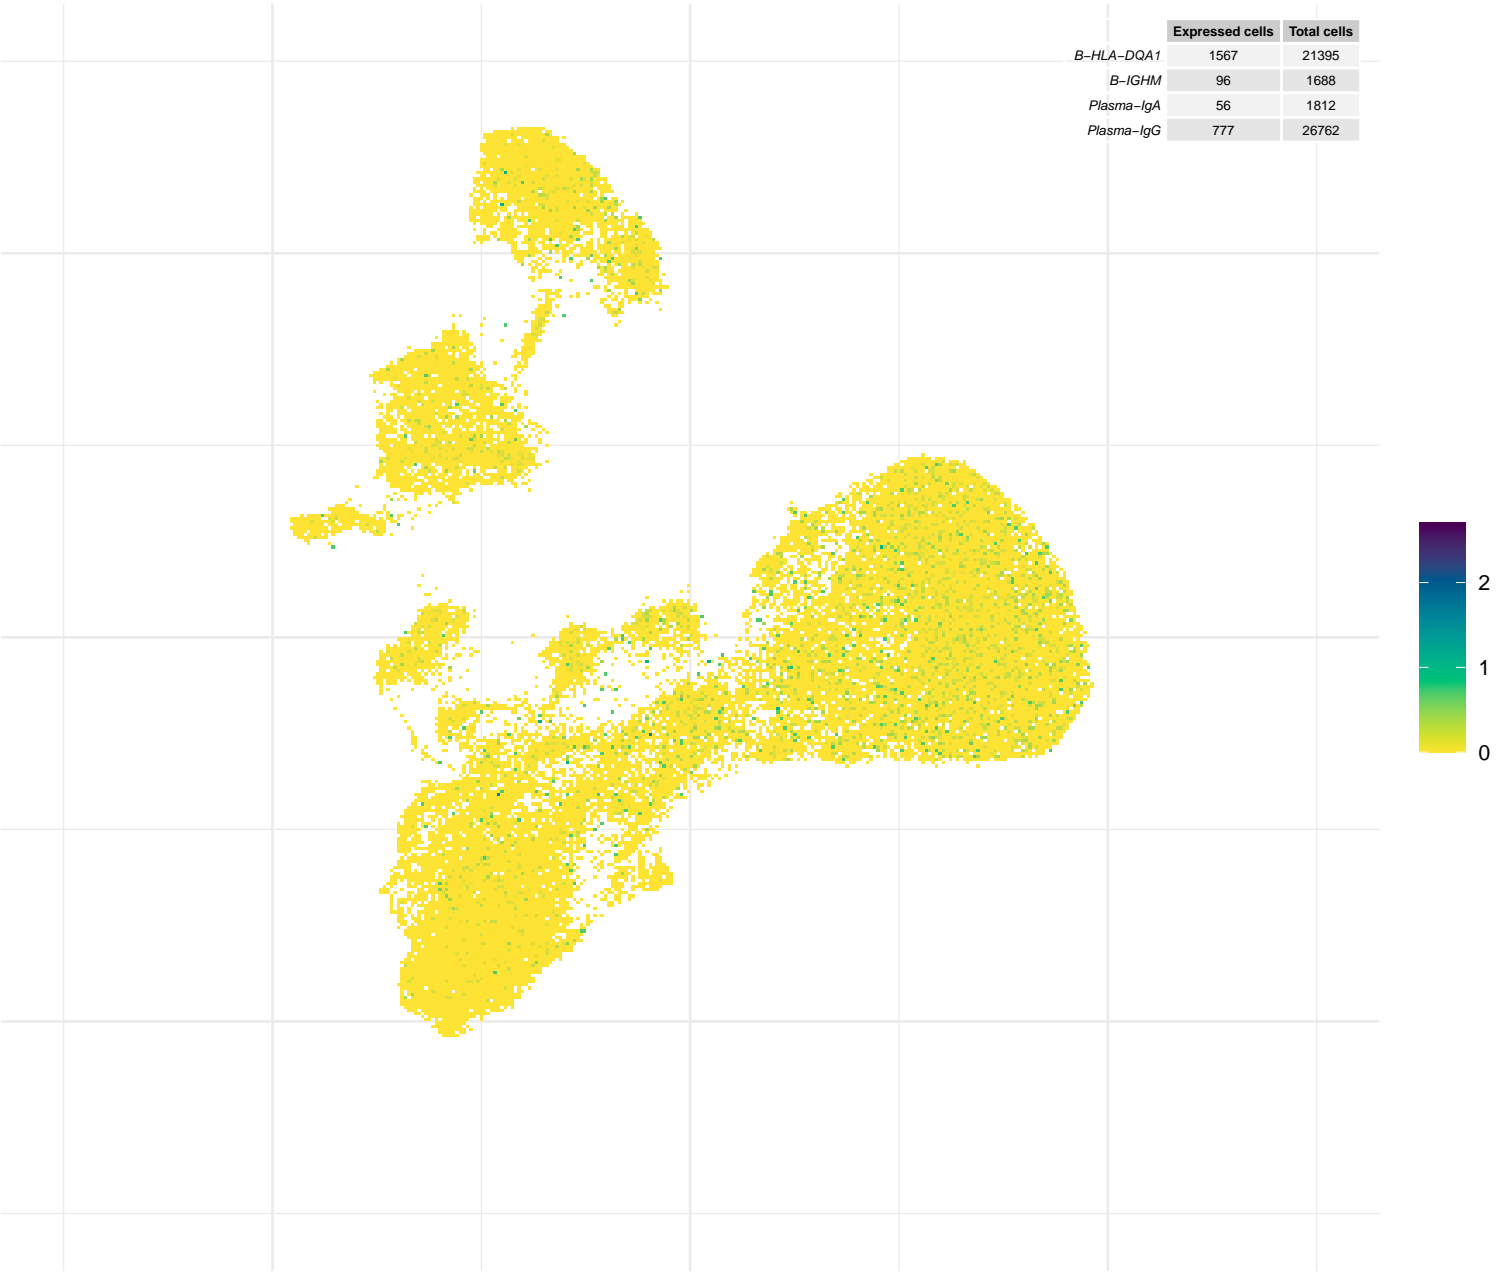 Expressed cells Total cells
B−HLA−DQA1 1567 21395
B−IGHM 96 1688
Plasma−IgA 56 1812
Plasma−IgG 777 26762
2
1
0